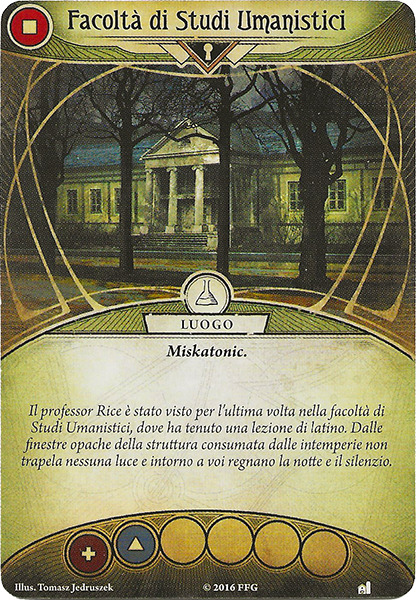 Facoltà di Studi Umanistici
LUOGO
Miskatonic.
Il professor Rice è stato visto per l'ultima volta nella facoltà di
Studi Umanistici, dove ha tenuto una lezione di latino. Dalle
finestre opache della struttura consumata dalle intemperie non
trapela nessuna luce e intorno a voi regnano la notte e il silenzio.
Illus. Tomasz Jedruszek © 2016 FFG